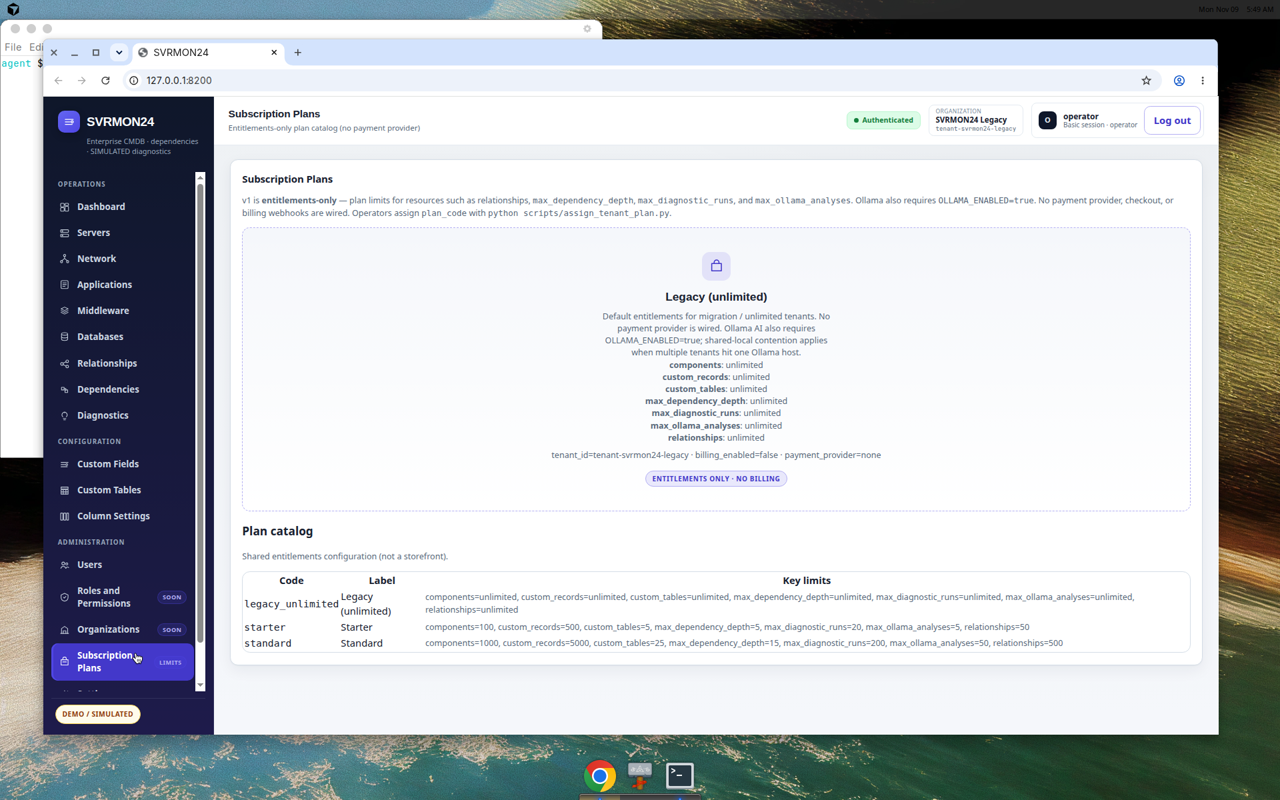 Mon Nov 09 5:49 AM
File
agent $
SVRMON24
127.0.0.1:8200
SVRMON24
Enterprise CMDB · dependencies
· SIMULATED diagnostics
OPERATIONS
Dashboard
Servers
Network
Applications
Middleware
Databases
Relationships
Dependencies
Diagnostics
CONFIGURATION
Custom Fields
Custom Tables
Column Settings
ADMINISTRATION
Users
Roles and
Permissions
SOON
Organizations
SOON
Subscription
Plans
LIMITS
DEMO / SIMULATED
Subscription Plans
Entitlements-only plan catalog (no payment provider)
Authenticated
ORGANIZATION
SVRMON24 Legacy
tenant-svrmon24-legacy
O
operator
Basic session · operator
Log out
Subscription Plans
v1 is entitlements-only — plan limits for resources such as relationships, max_dependency_depth, max_diagnostic_runs, and max_ollama_analyses. Ollama also requires OLLAMA_ENABLED=true. No payment provider, checkout, or
billing webhooks are wired. Operators assign plan_code with python scripts/assign_tenant_plan.py.
Legacy (unlimited)
Default entitlements for migration / unlimited tenants. No
payment provider is wired. Ollama AI also requires
OLLAMA_ENABLED=true; shared-local contention applies
when multiple tenants hit one Ollama host.
components: unlimited
custom_records: unlimited
custom_tables: unlimited
max_dependency_depth: unlimited
max_diagnostic_runs: unlimited
max_ollama_analyses: unlimited
relationships: unlimited
tenant_id=tenant-svrmon24-legacy · billing_enabled=false · payment_provider=none
ENTITLEMENTS ONLY · NO BILLING
Plan catalog
Shared entitlements configuration (not a storefront).
Code Label Key limits
legacy_unlimited Legacy (unlimited) components=unlimited, custom_records=unlimited, custom_tables=unlimited, max_dependency_depth=unlimited, max_diagnostic_runs=unlimited, max_ollama_analyses=unlimited,
relationships=unlimited
starter Starter components=100, custom_records=500, custom_tables=5, max_dependency_depth=5, max_diagnostic_runs=20, max_ollama_analyses=5, relationships=50
standard Standard components=1000, custom_records=5000, custom_tables=25, max_dependency_depth=15, max_diagnostic_runs=200, max_ollama_analyses=50, relationships=500